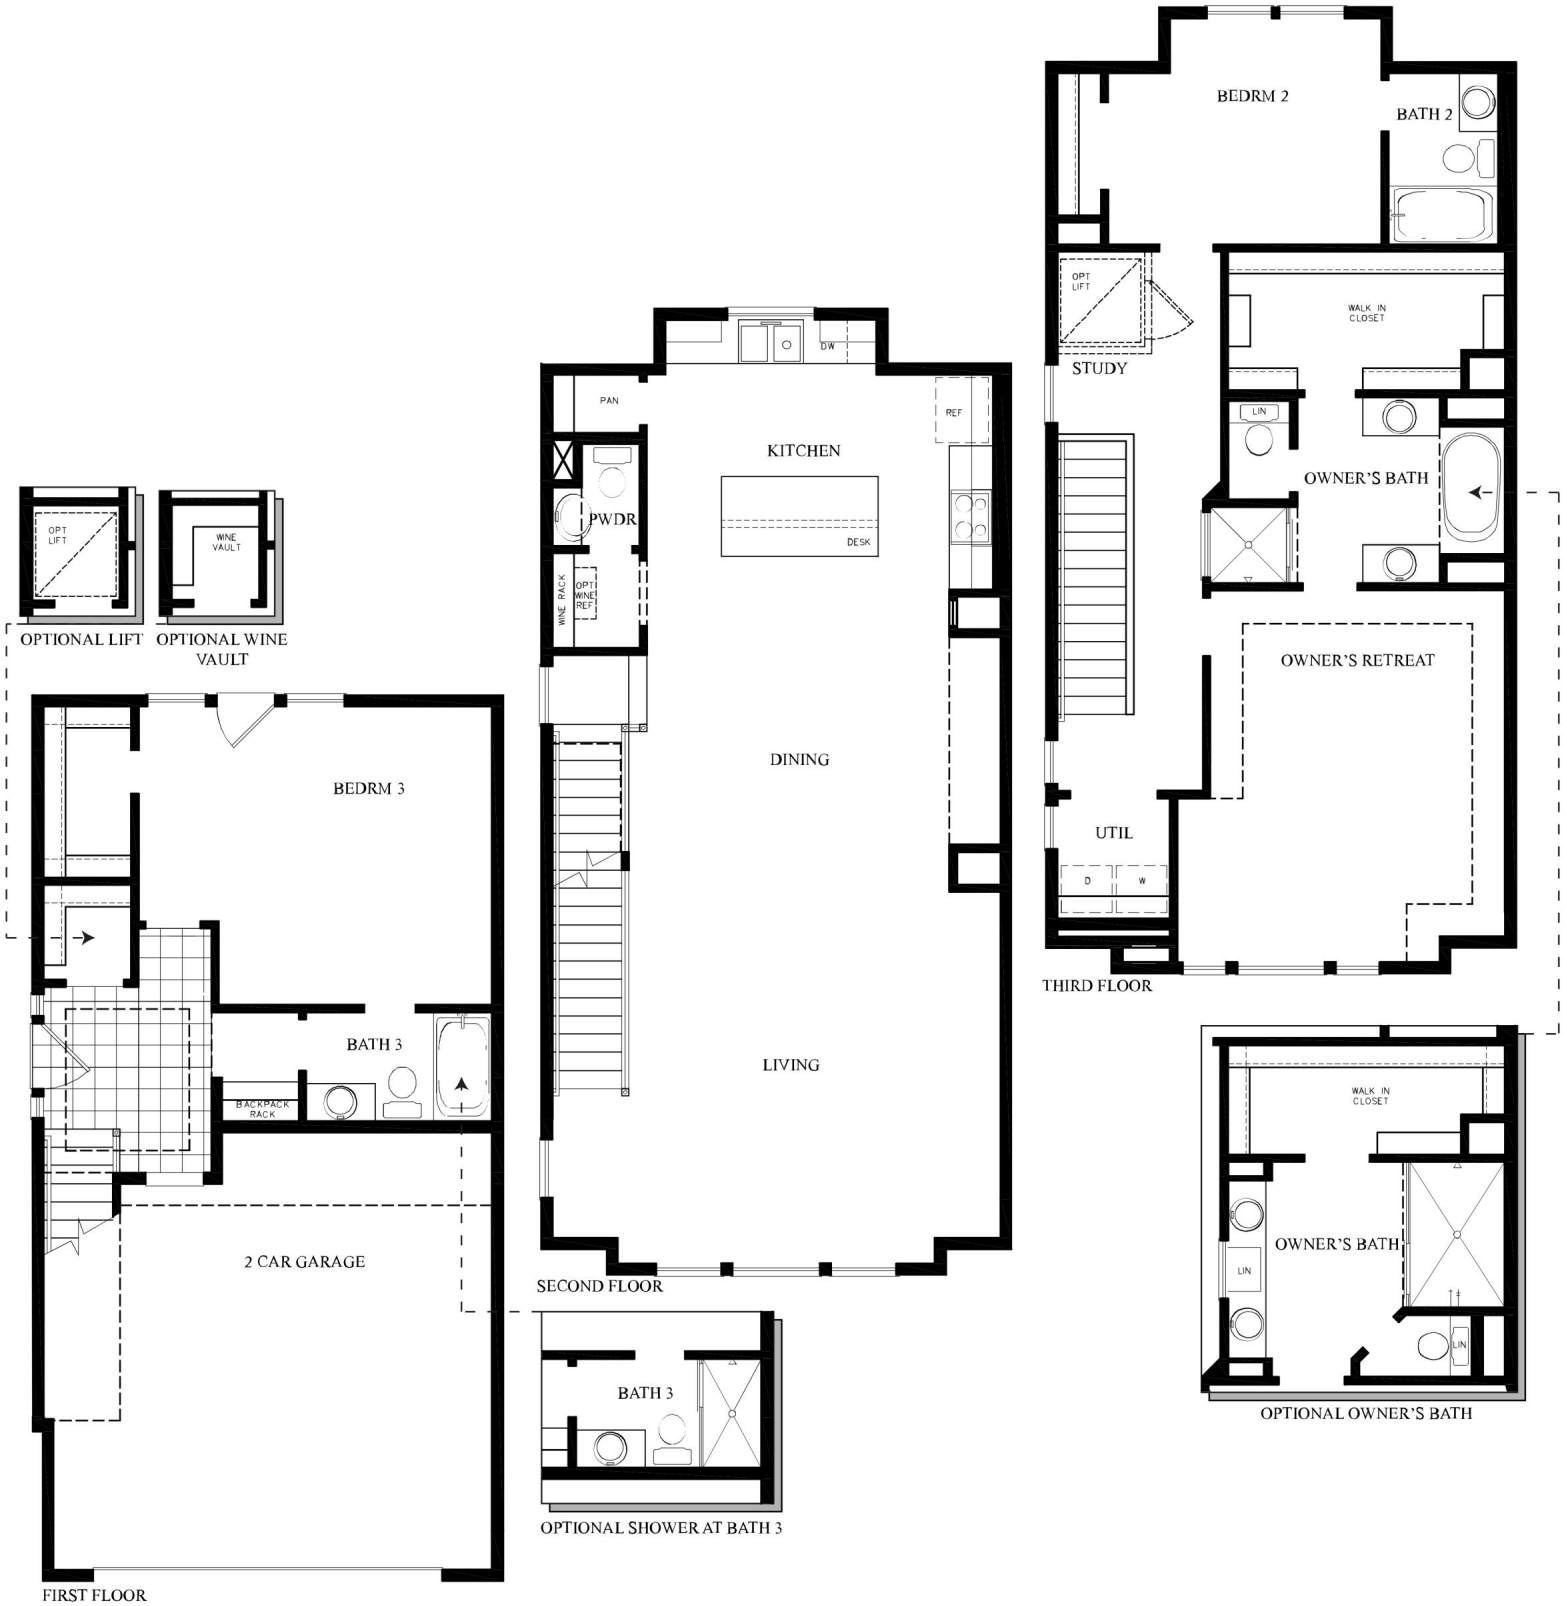 OPT
LIFT
OPTIONAL LIFT
WINE
VAULT
OPTIONAL WINE
VAULT
BEDRM 3
BATH 3
BACKPACK
RACK
2 CAR GARAGE
FIRST FLOOR
DW
PAN
REF
KITCHEN
PWDR
DESK
WINE RACK
OPT
WINE
REF
DINING
LIVING
SECOND FLOOR
BATH 3
OPTIONAL SHOWER AT BATH 3
BEDRM 2
BATH 2
OPT
LIFT
WALK IN
CLOSET
STUDY
LIN
OWNER'S BATH
OWNER'S RETREAT
UTIL
D
W
THIRD FLOOR
WALK IN
CLOSET
OWNER'S BATH
LIN
LIN
OPTIONAL OWNER'S BATH